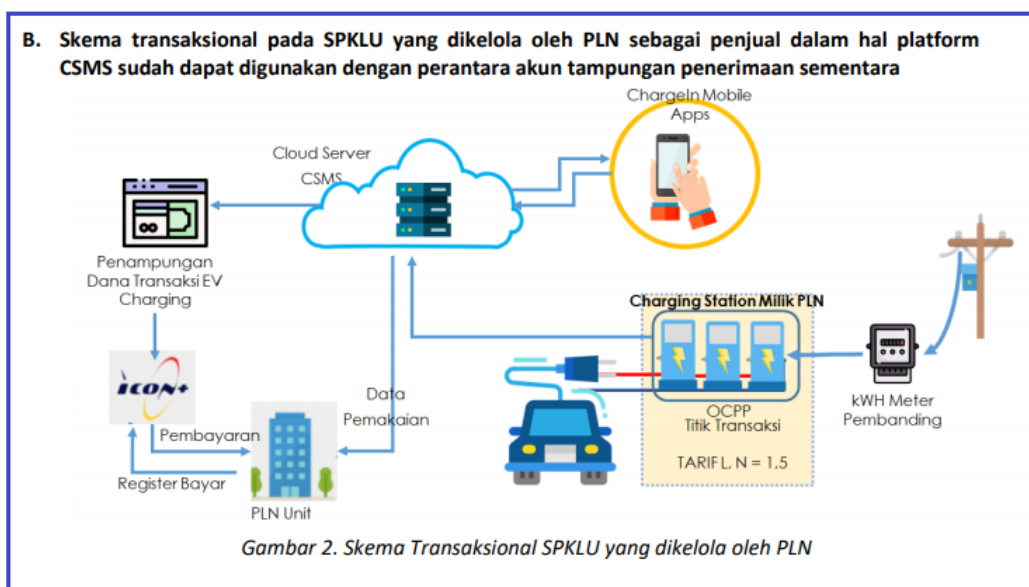 B. Skema transaksional pada SPKLU yang dikelola oleh PLN sebagai penjual dalam hal platform
CSMS sudah dapat digunakan dengan perantara akun tampungan penerimaan sementara
ChargeIn Mobile
Apps
Cloud Server
CSMS
Penampungan
Dana Transaksi EV
Charging
Charging Station Milik PLN
kWH Meter
Pembanding
OCPP
Titik Transaksi
TARIF L, N = 1.5
icon+
Data
Pemakaian
Pembayaran
Register Bayar
PLN Unit
Gambar 2. Skema Transaksional SPKLU yang dikelola oleh PLN